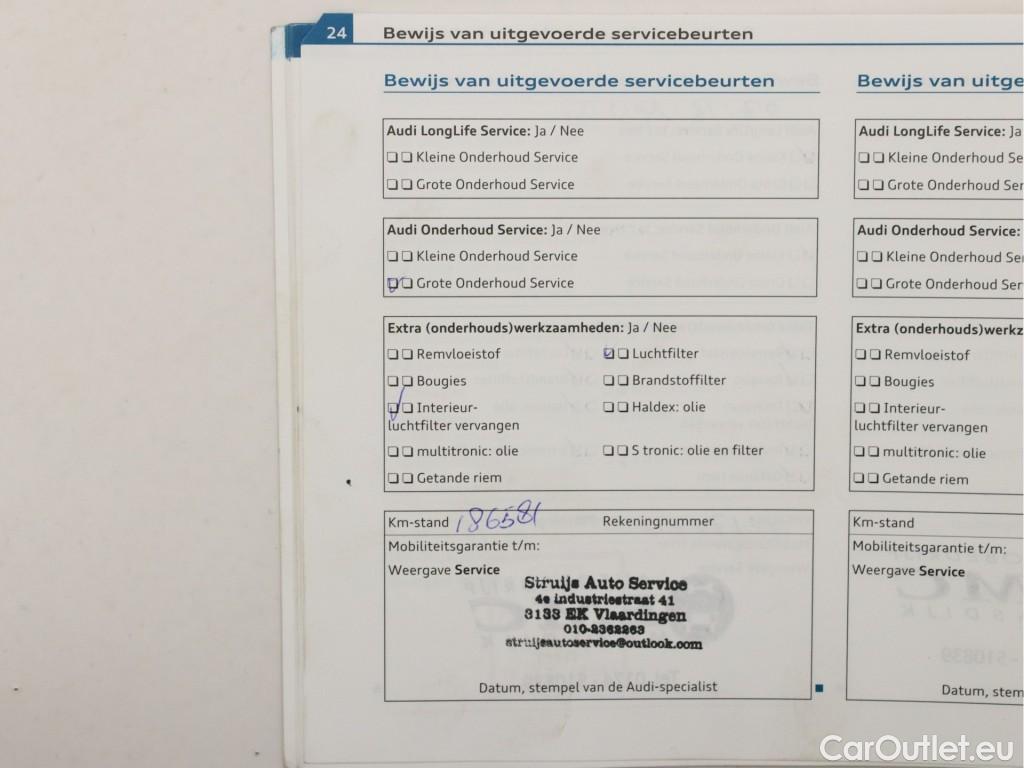 24 Bewijs van uitgevoerde servicebeurten
Bewijs van uitgevoerde servicebeurten
Audi LongLife Service: Ja / Nee
Kleine Onderhoud Service
Grote Onderhoud Service
Audi Onderhoud Service: Ja / Nee
Kleine Onderhoud Service
Grote Onderhoud Service
Extra (onderhouds)werkzaamheden: Ja / Nee
Remvloeistof Luchtfilter
Bougies Brandstoffilter
Interieur- Haldex: olie
luchtfilter vervangen
multitronic: olie S tronic: olie en filter
Getande riem
Km-stand 186581 Rekeningnummer
Mobiliteitsgarantie t/m:
Weergave Service
Struijs Auto Service
4e industriestraat 41
3133 EK Vlaardingen
010-2362263
struijsautoservice@outlook.com
Datum, stempel van de Audi-specialist
Bewijs van uitge
Audi LongLife Service: Ja
Kleine Onderhoud Se
Grote Onderhoud Ser
Audi Onderhoud Service:
Kleine Onderhoud Se
Grote Onderhoud Ser
Extra (onderhouds)werkz
Remvloeistof
Bougies
Interieur-
luchtfilter vervangen
multitronic: olie
Getande riem
Km-stand
Mobiliteitsgarantie t/m:
Weergave Service
Datum, stem
CarOutlet.eu